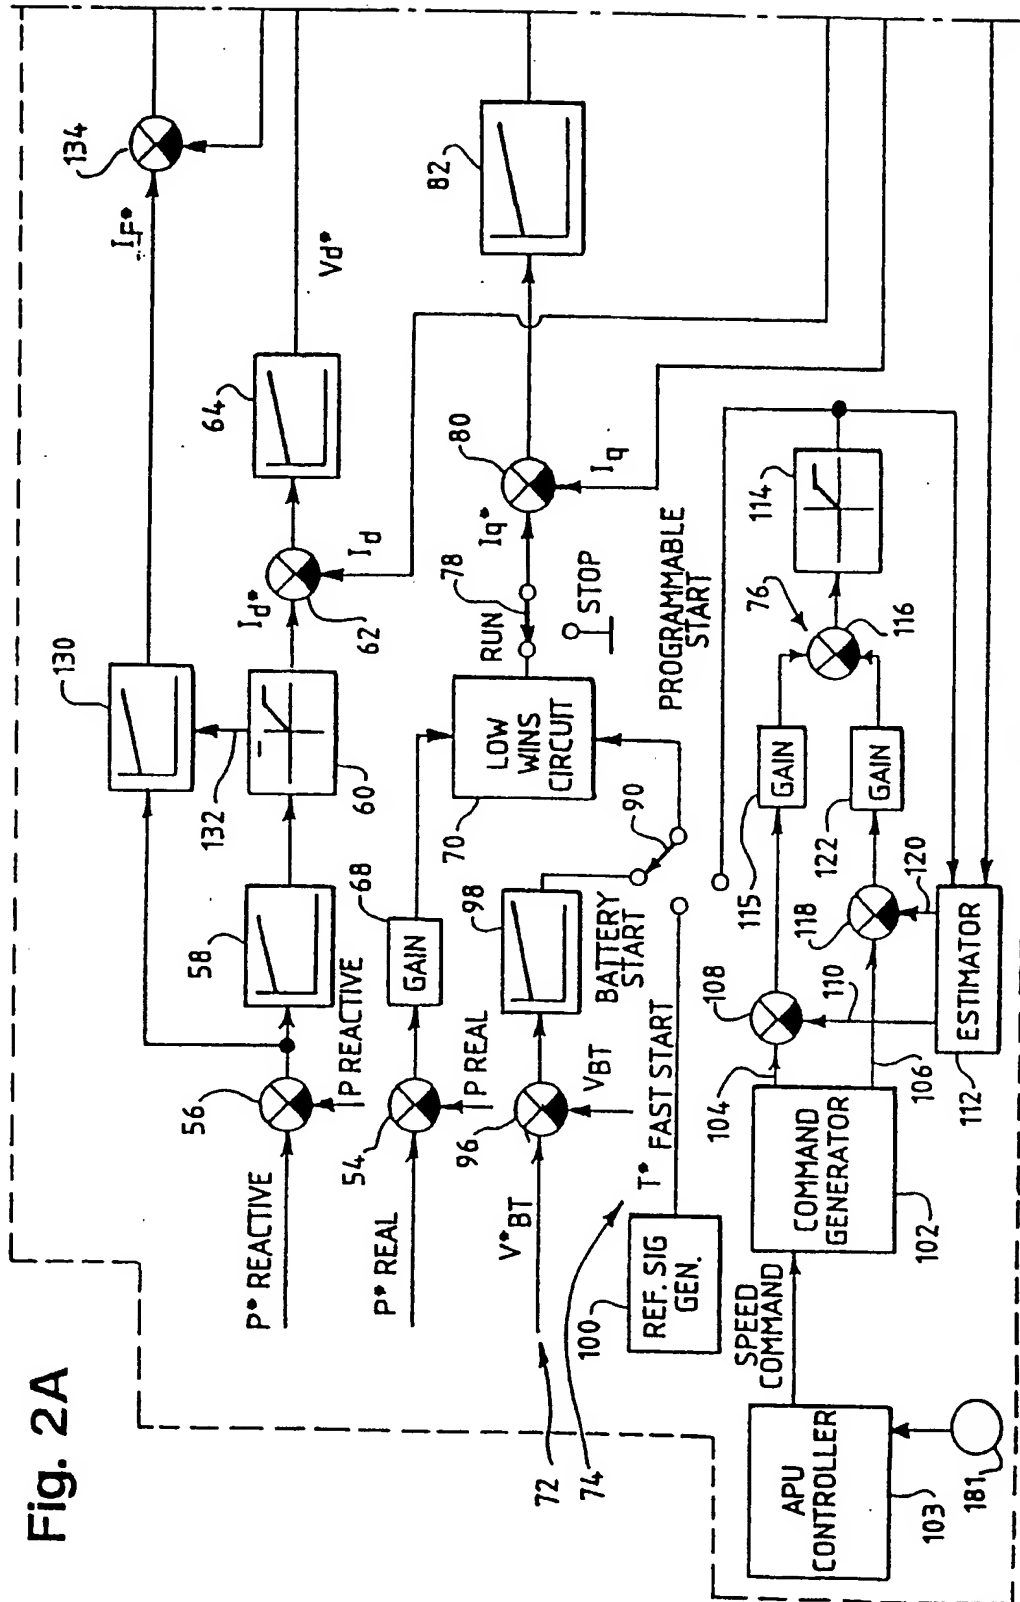 Fig. 2A
P* REACTIVE
56
P REACTIVE
58
132
60
130
Id*
62
Id
64
Vd*
IF*
134
P* REAL
54
P REAL
68
GAIN
V*BT
96
VBT
98
72
74
BATTERY
START
90
70
LOW
WINS
CIRCUIT
RUN
78
STOP
Iq*
80
Iq
82
100
REF. SIG
GEN.
T*
FAST START
PROGRAMMABLE
START
APU
CONTROLLER
103
181
SPEED
COMMAND
COMMAND
GENERATOR
102
104
106
108
110
112
ESTIMATOR
118
120
115
GAIN
122
GAIN
76
116
114